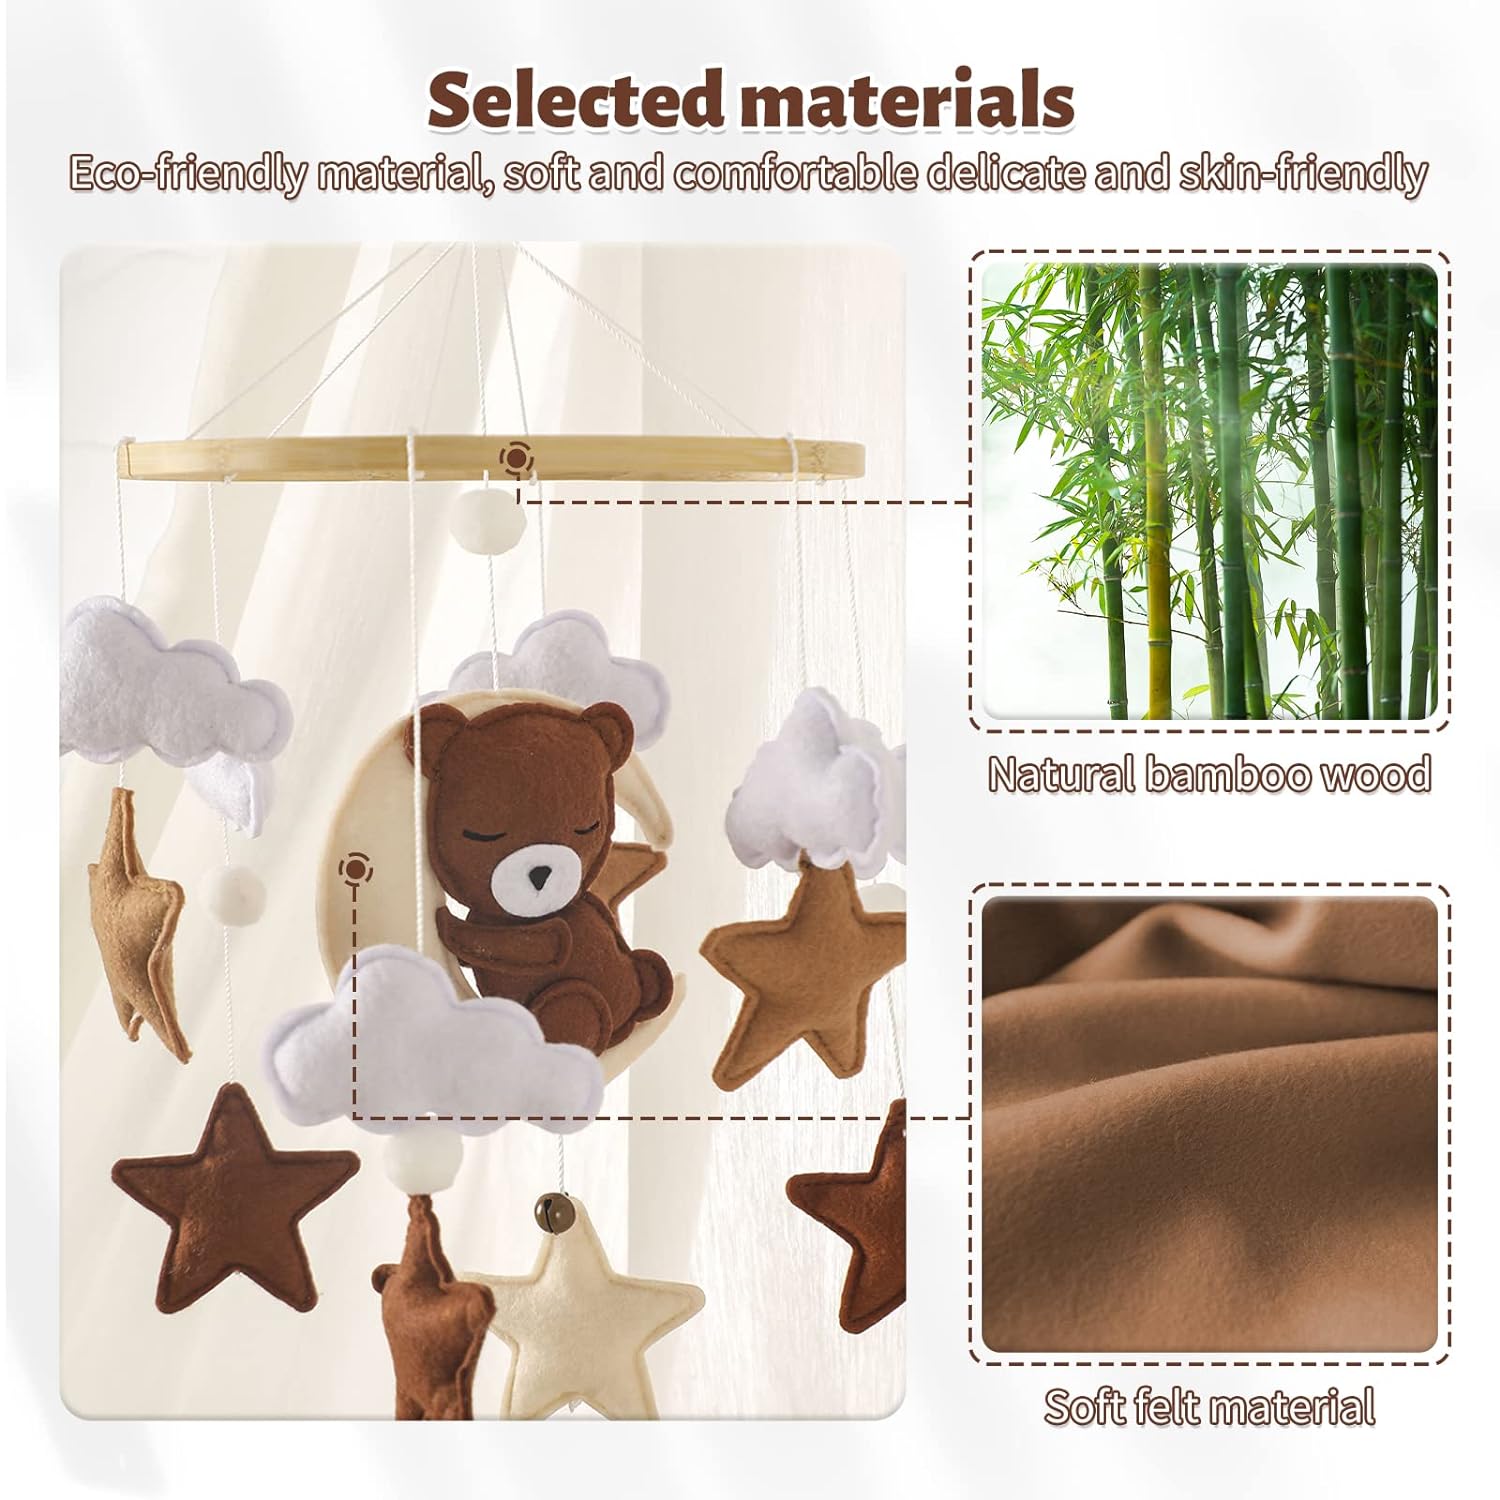 Selected materials
Eco-friendly material, soft and comfortable delicate and skin-friendly
Natural bamboo wood
Soft felt material